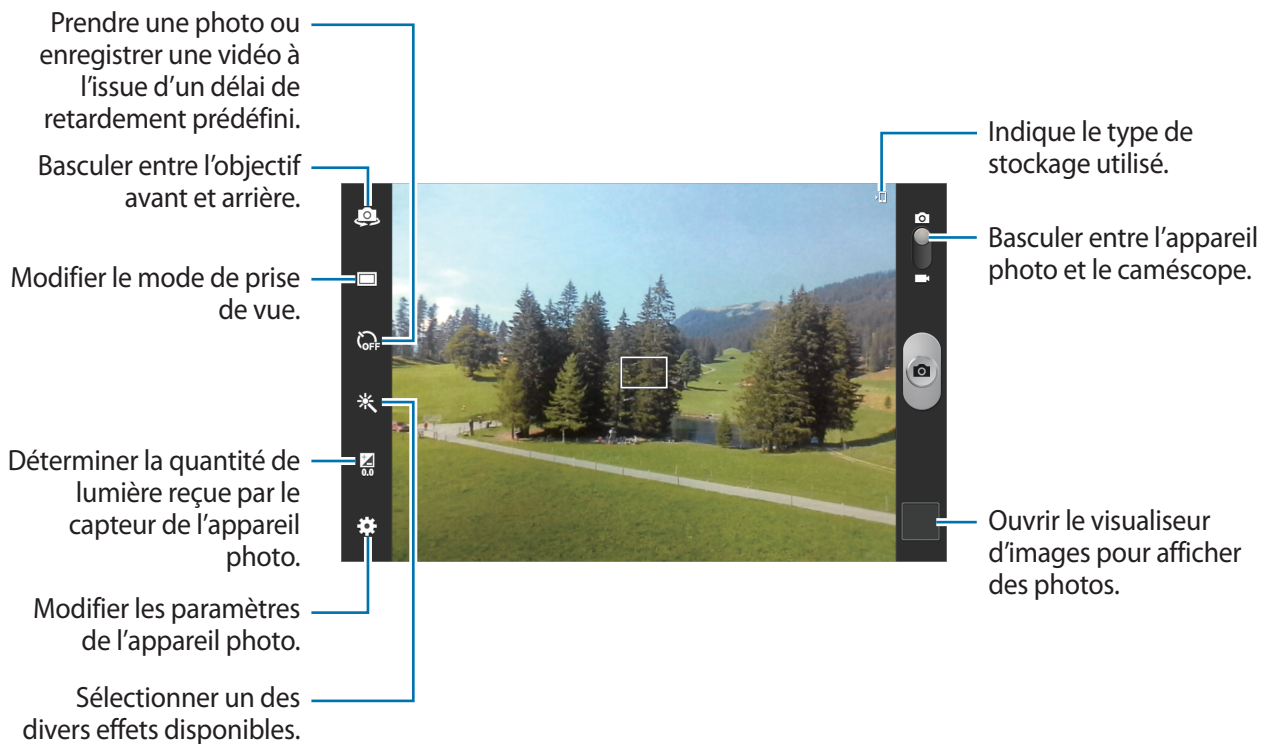 Prendre une photo ou
enregistrer une vidéo à
l’issue d’un délai de
retardement prédéfini.
Basculer entre l’objectif
avant et arrière.
Modifier le mode de prise
de vue.
OFF
Déterminer la quantité de
lumière reçue par le
capteur de l’appareil
photo.
0.0
Modifier les paramètres
de l’appareil photo.
Sélectionner un des
divers effets disponibles.
Indique le type de
stockage utilisé.
Basculer entre l’appareil
photo et le caméscope.
Ouvrir le visualiseur
d’images pour afficher
des photos.